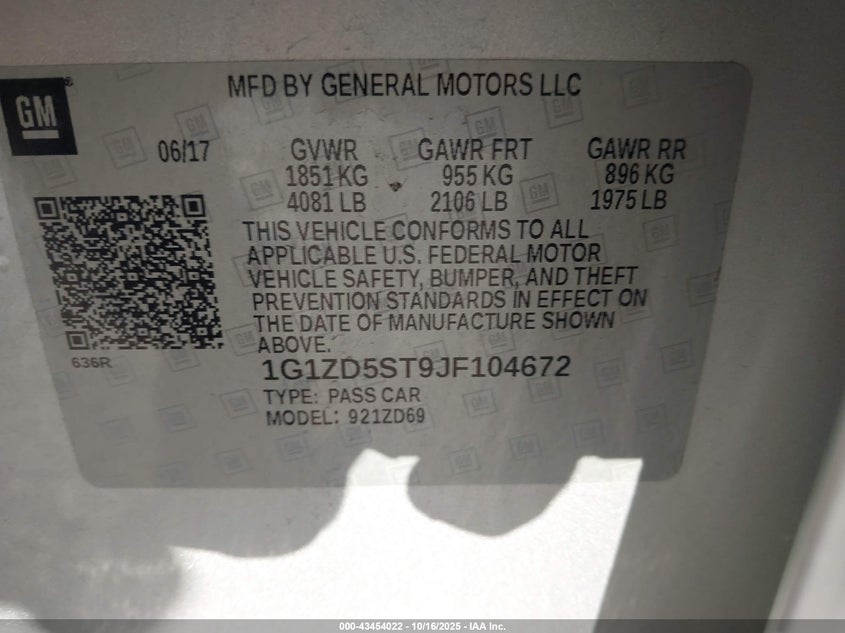 MFD BY GENERAL MOTORS LLC
GM
06/17 GVWR GAWR FRT GAWR RR
1851 KG 955 KG 896 KG
4081 LB 2106 LB 1975 LB
THIS VEHICLE CONFORMS TO ALL
APPLICABLE U.S. FEDERAL MOTOR
VEHICLE SAFETY, BUMPER, AND THEFT
PREVENTION STANDARDS IN EFFECT ON
THE DATE OF MANUFACTURE SHOWN
ABOVE.
636R
1G1ZD5ST9JF104672
TYPE: PASS CAR
MODEL: 921ZD69
000-43454022 - 10/16/2025 - IAA Inc.